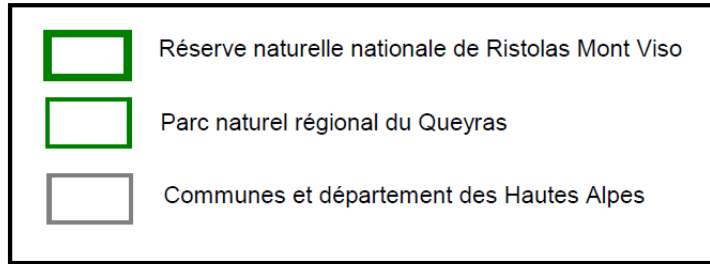 Réserve naturelle nationale de Ristolas Mont Viso
Parc naturel régional du Queyras
Communes et département des Hautes Alpes